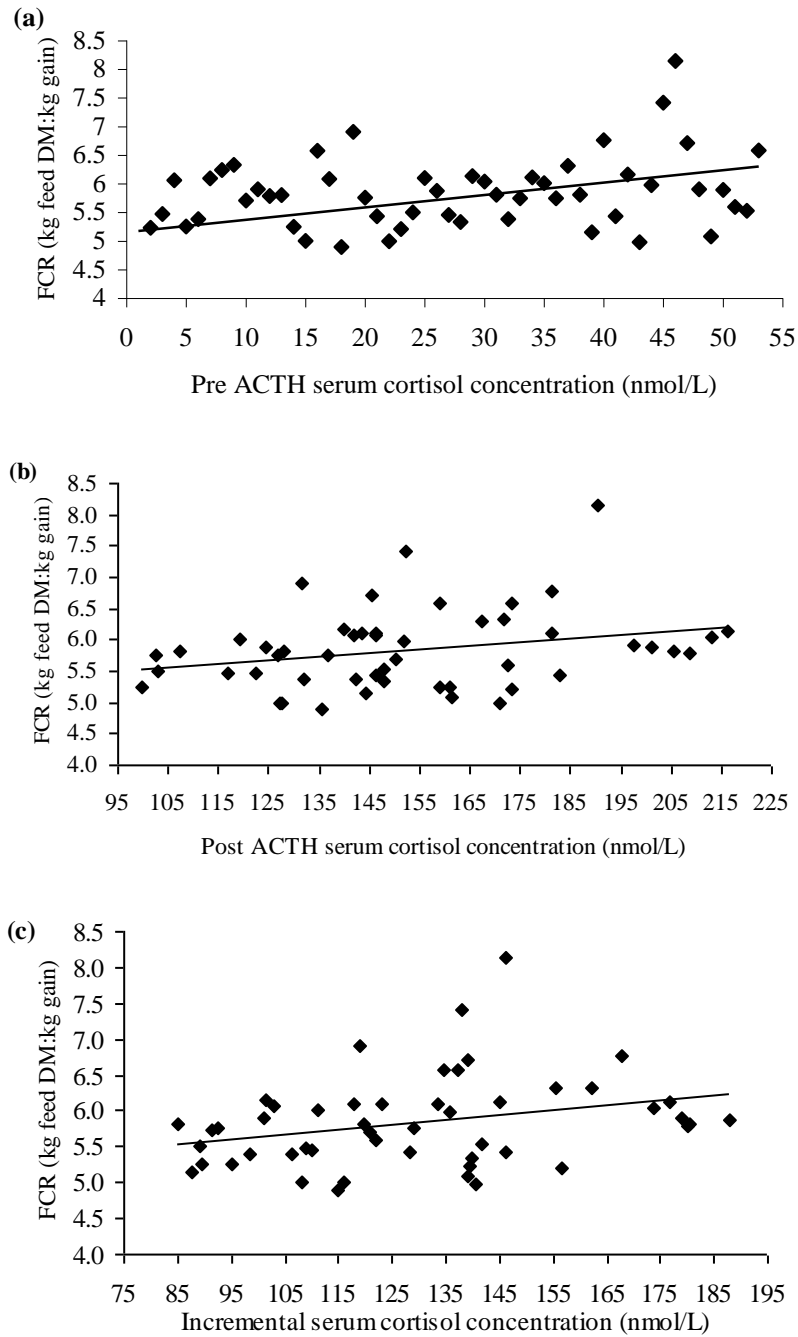 (a)
FCR (kg feed DM:kg gain)
8.5
8
7.5
7
6.5
6
5.5
5
4.5
4
0 5 10 15 20 25 30 35 40 45 50 55
Pre ACTH serum cortisol concentration (nmol/L)
(b)
FCR (kg feed DM:kg gain)
8.5
8.0
7.5
7.0
6.5
6.0
5.5
5.0
4.5
4.0
95 105 115 125 135 145 155 165 175 185 195 205 215 225
Post ACTH serum cortisol concentration (nmol/L)
(c)
FCR (kg feed DM:kg gain)
8.5
8.0
7.5
7.0
6.5
6.0
5.5
5.0
4.5
4.0
75 85 95 105 115 125 135 145 155 165 175 185 195
Incremental serum cortisol concentration (nmol/L)